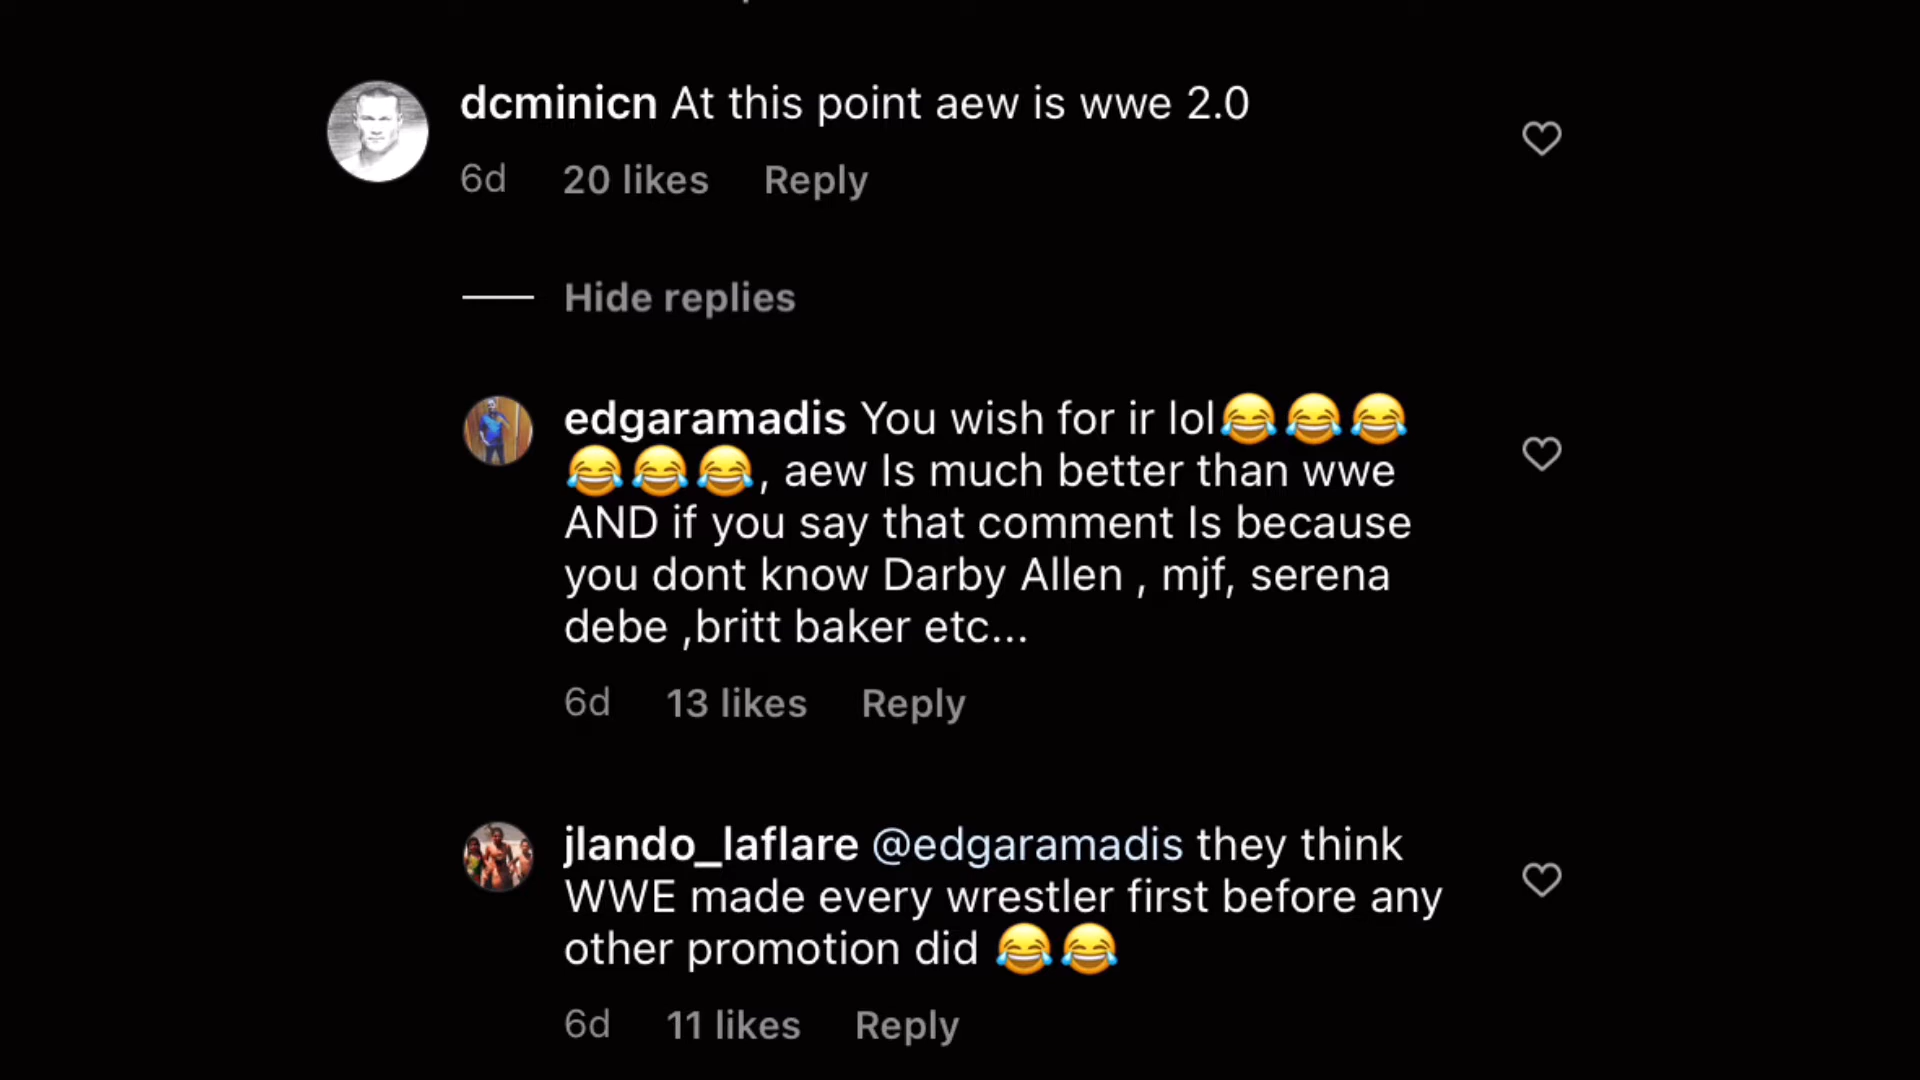 dcminicn At this point aew is wwe 2.0
6d 20 likes Reply
Hide replies
edgaramadis You wish for ir lol😂😂😂
😂😂😂, aew Is much better than wwe
AND if you say that comment Is because
you dont know Darby Allen , mjf, serena
debe ,britt baker etc...
6d 13 likes Reply
jlando_laflare @edgaramadis they think
WWE made every wrestler first before any
other promotion did 😂😂
6d 11 likes Reply